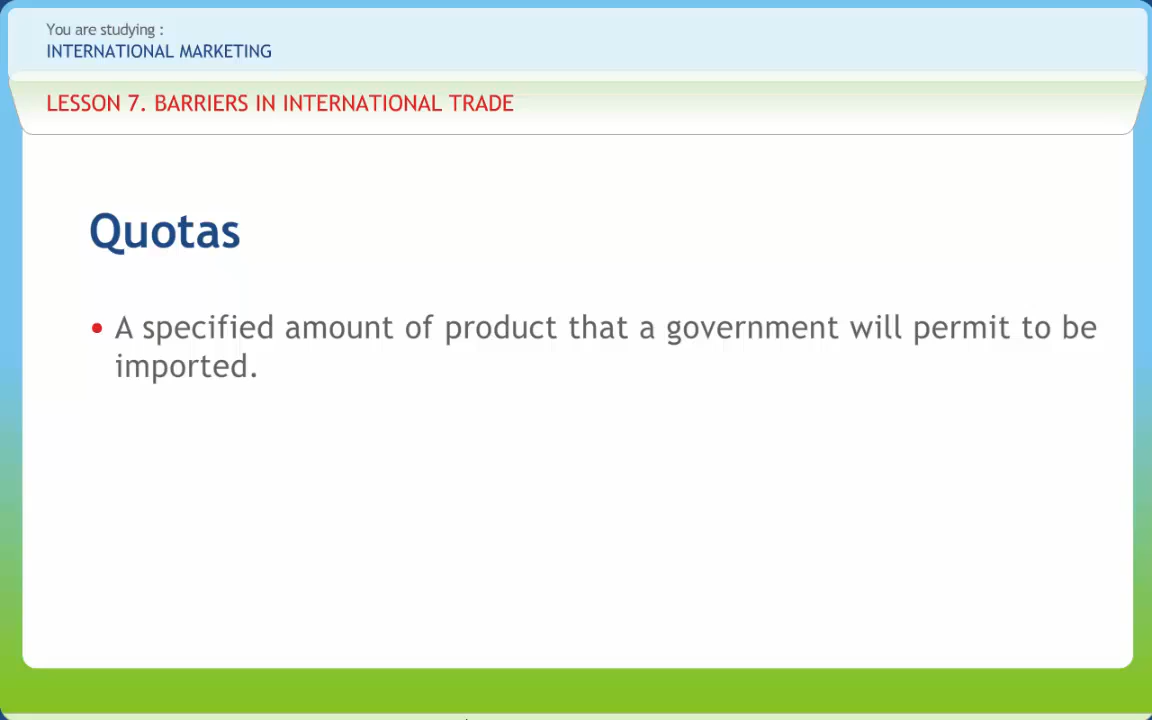 You are studying :
INTERNATIONAL MARKETING
LESSON 7. BARRIERS IN INTERNATIONAL TRADE
Quotas
• A specified amount of product that a government will permit to be
imported.